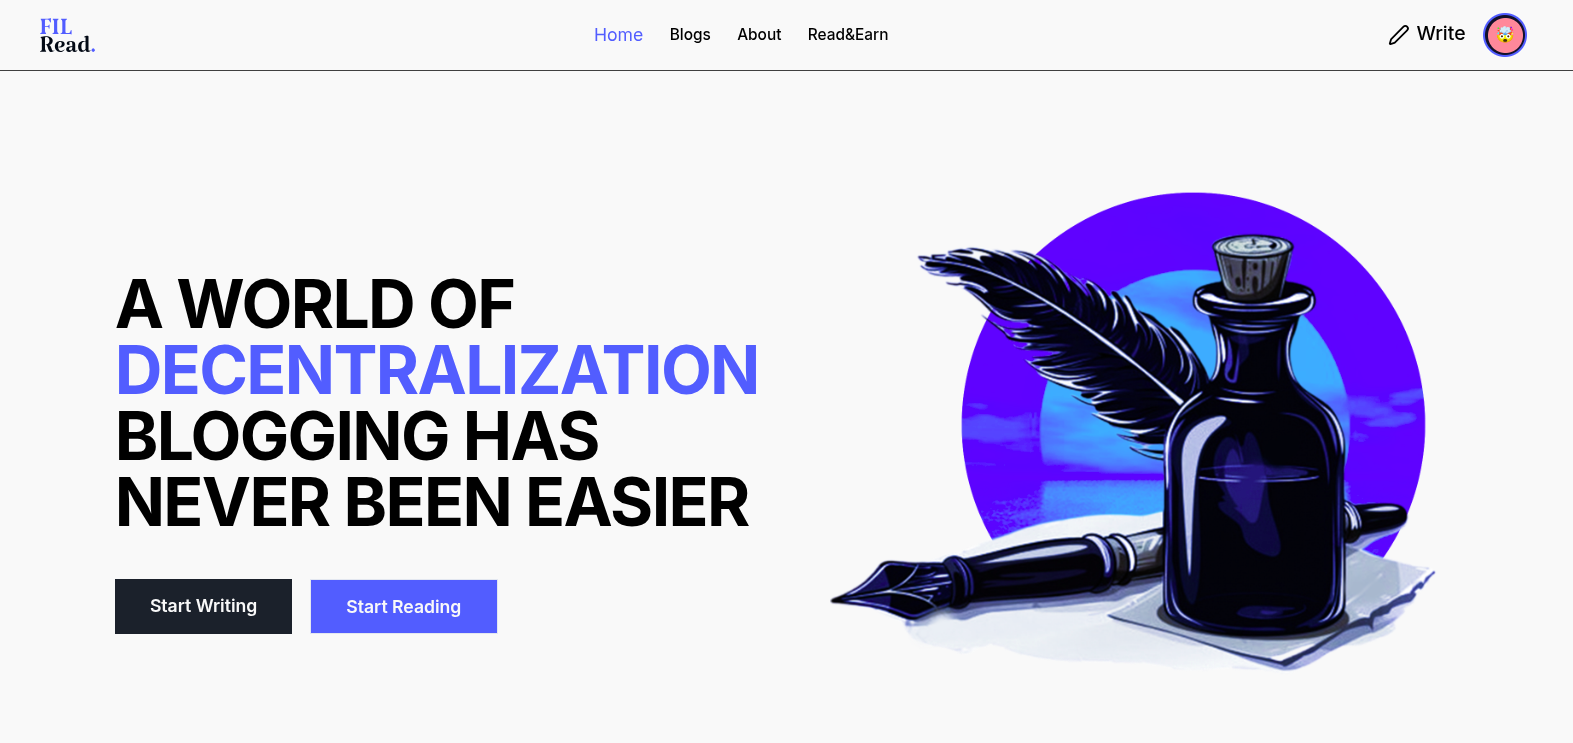 FIL
Read.
Home
Blogs
About
Read&Earn
Write
A WORLD OF
DECENTRALIZATION
BLOGGING HAS
NEVER BEEN EASIER
Start Writing
Start Reading